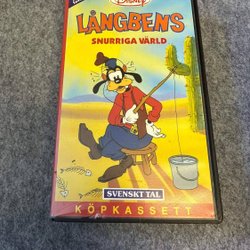 Disney
LÅNGBENS
SNURRIGA VÄRLD
SVENSKT TAL
KÖPKASSETT